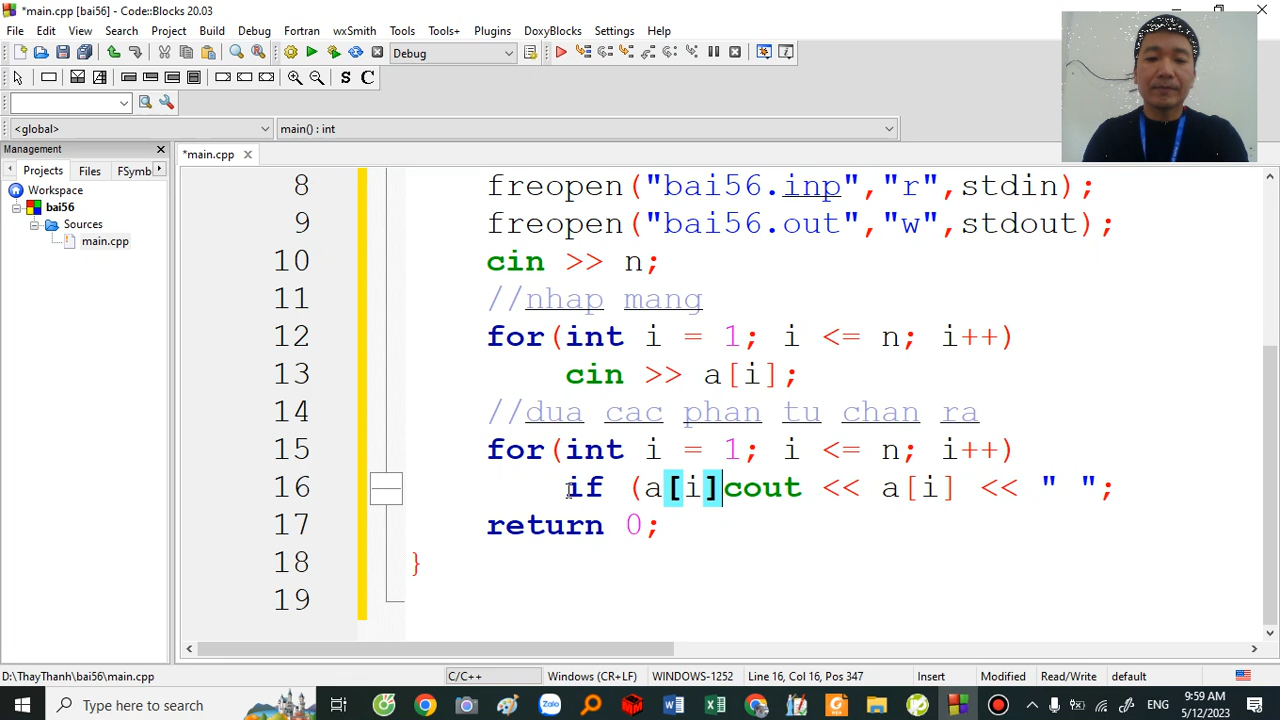 *main.cpp [bai56] - Code::Blocks 20.03
File Edit View Search Project Build Debug Fortran wxSmith Tools Tools+ Plugins DoxyBlocks Settings Help
Debug
S C
<global> main() : int
Management
*main.cpp
Projects Files FSymb
Workspace
bai56
Sources
main.cpp
8 freopen("bai56.inp","r",stdin);
9 freopen("bai56.out","w",stdout);
10 cin >> n;
11 //nhap mang
12 for(int i = 1; i <= n; i++)
13 cin >> a[i];
14 //dua cac phan tu chan ra
15 for(int i = 1; i <= n; i++)
16 if (a[i]cout << a[i] << " ";
17 return 0;
18 }
19
D:\ThayThanh\bai56\main.cpp C/C++ Windows (CR+LF) WINDOWS-1252 Line 16, Col 16, Pos 347 Insert Modified Read/Write default
Type here to search
Zalo
ENG
9:59 AM
5/12/2023